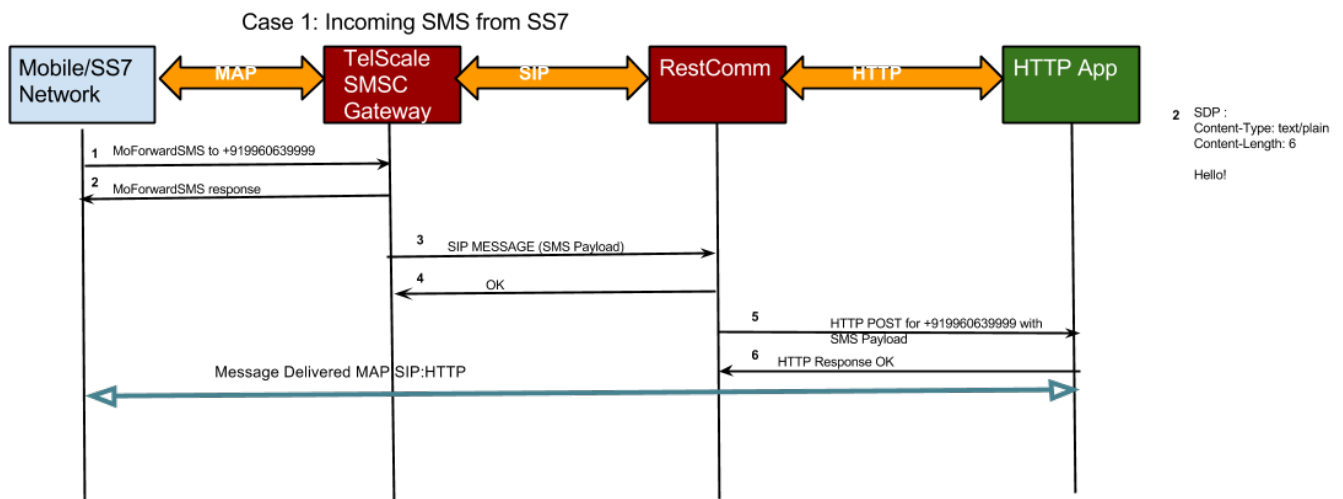 Case 1: Incoming SMS from SS7
Mobile/SS7
Network
MAP
TelScale
SMSC
Gateway
SIP
RestComm
HTTP
HTTP App
2 SDP :
Content-Type: text/plain
Content-Length: 6
Hello!
1 MoForwardSMS to +919960639999
2 MoForwardSMS response
3 SIP MESSAGE (SMS Payload)
4 OK
5 HTTP POST for +919960639999 with
SMS Payload
6 HTTP Response OK
Message Delivered MAP SIP:HTTP